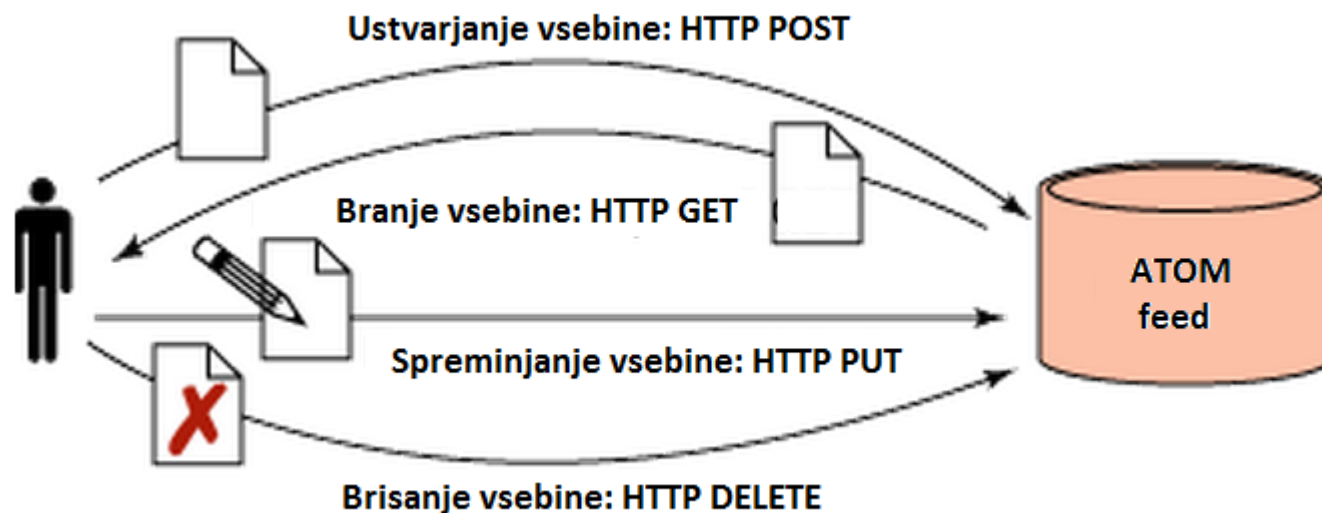 Ustvarjanje vsebine: HTTP POST
Branje vsebine: HTTP GET
ATOM
feed
Spreminjanje vsebine: HTTP PUT
Brisanje vsebine: HTTP DELETE